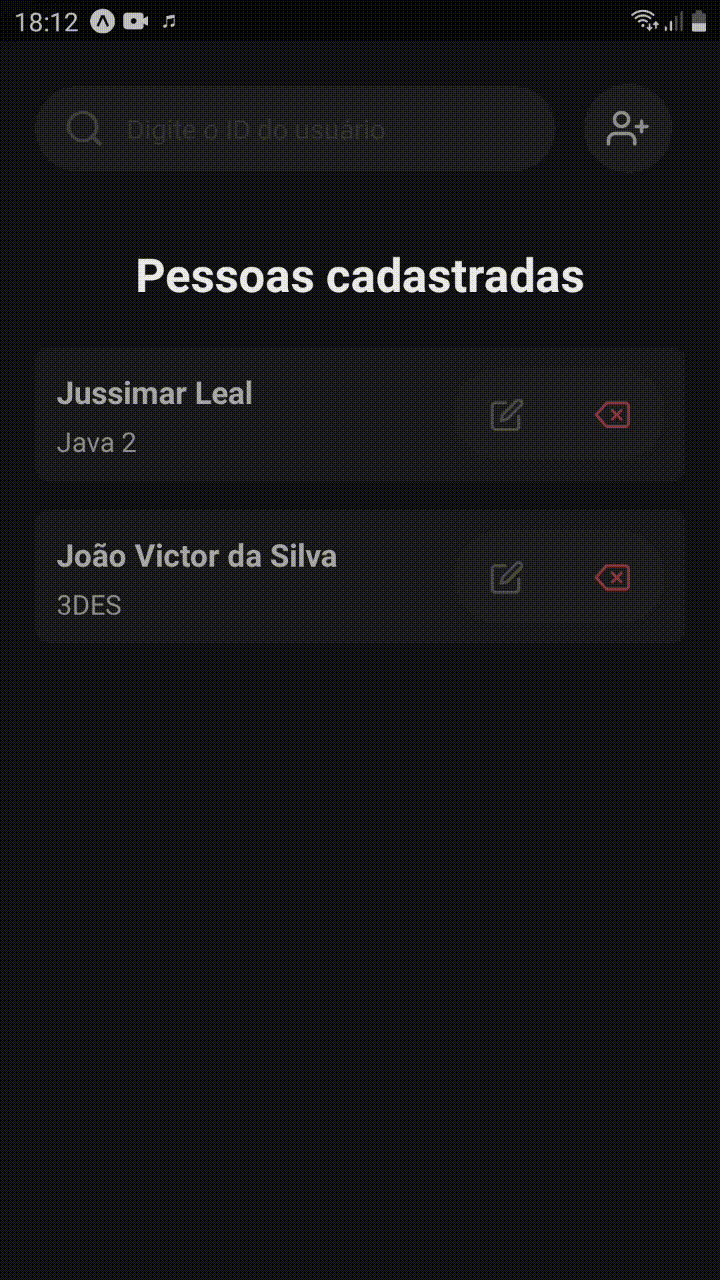 18:12
Digite o ID do usuário
Pessoas cadastradas
Jussimar Leal
Java 2
João Victor da Silva
3DES